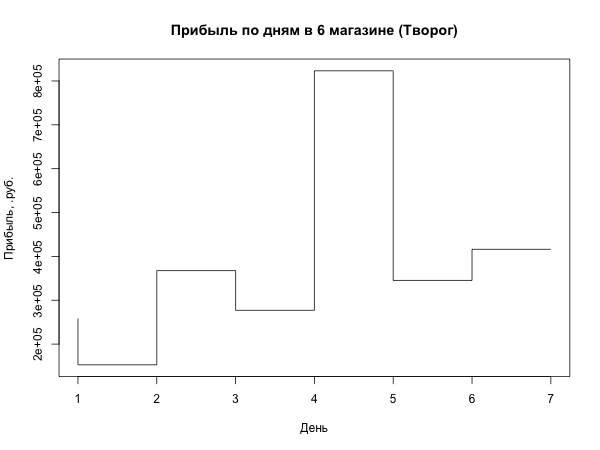 Прибыль по дням в 6 магазине (Творог)
8e+05
7e+05
6e+05
5e+05
4e+05
3e+05
2e+05
Прибыль, .руб.
1 2 3 4 5 6 7
День